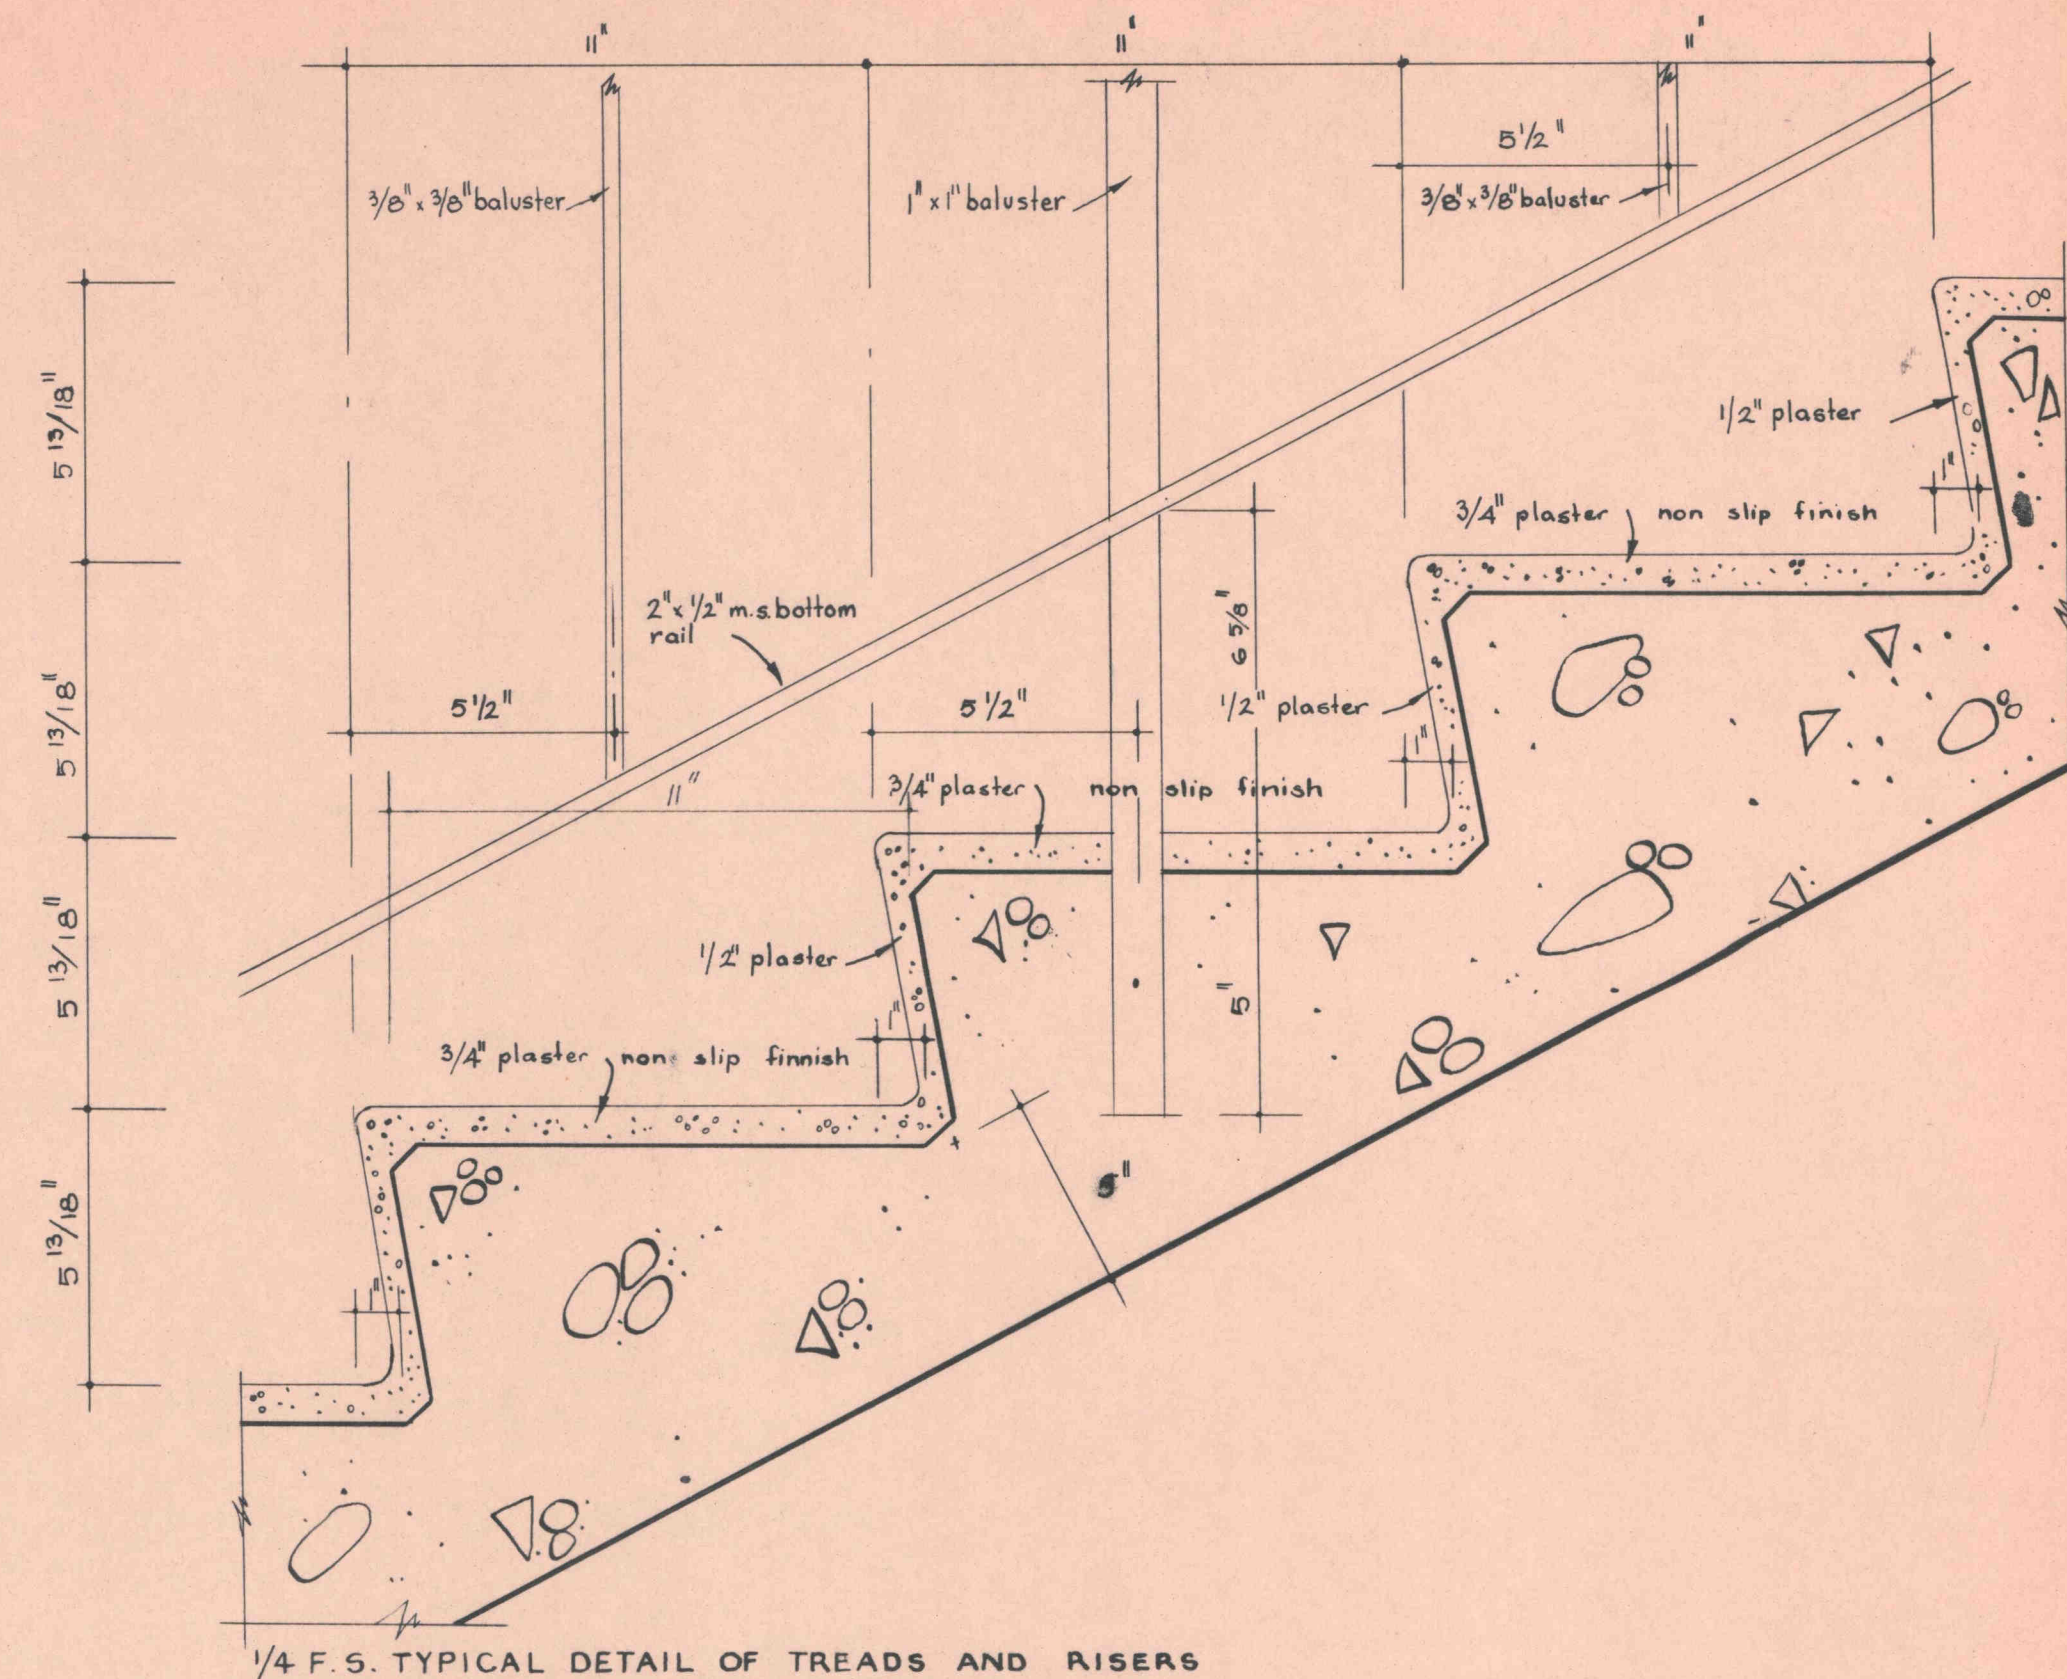 11" 11" 11"
5 1/2"
3/8" x 3/8" baluster
1" x 1" baluster
3/8" x 3/8" baluster
5 13/18"
1/2" plaster
1"
3/4" plaster non slip finish
2" x 1/2" m.s. bottom
rail
6 5/8"
5 13/18"
5 1/2"
5 1/2"
1/2" plaster
1"
11"
3/4" plaster non slip finish
5 13/18"
1/2" plaster
5"
1"
3/4" plaster non slip finnish
5 13/18"
1"
1/4 F.S. TYPICAL DETAIL OF TREADS AND RISERS